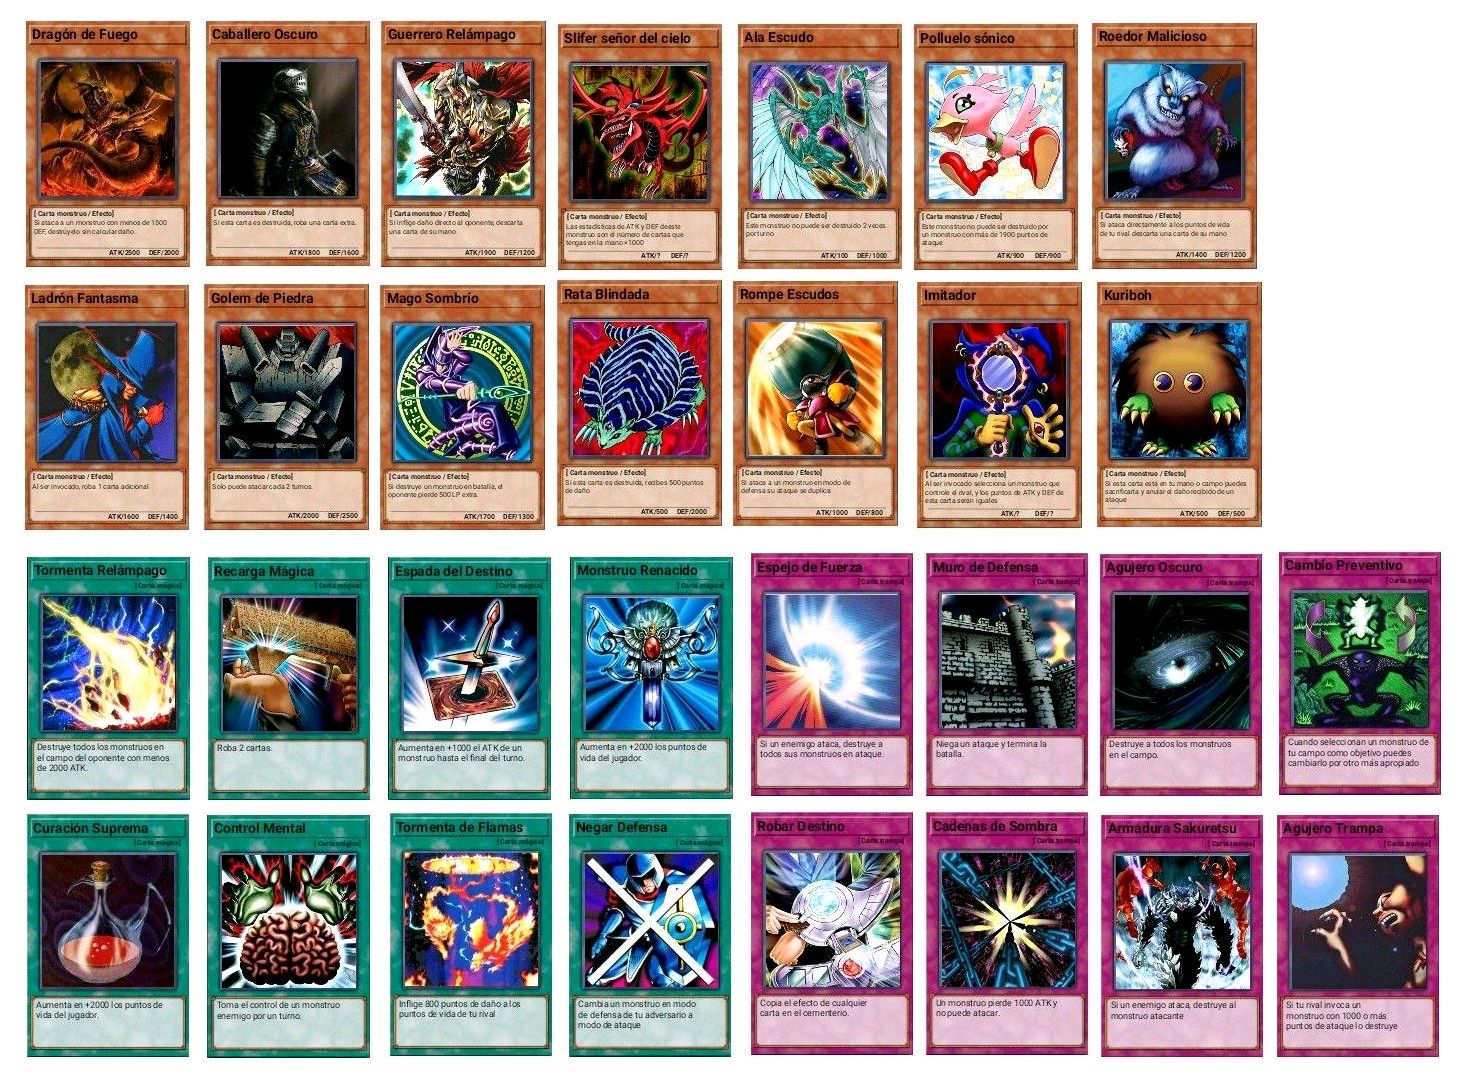 Dragón de Fuego
[ Carta monstruo / Efecto]
Si ataca a un monstruo con menos de 1500
DEF, destrúyelo sin calcular daño.
ATK/2500 DEF/2000
Caballero Oscuro
[ Carta monstruo / Efecto]
Si esta carta es destruida, roba una carta extra.
ATK/1800 DEF/1600
Guerrero Relámpago
[ Carta monstruo / Efecto]
Si inflige daño directo al oponente, descarta
una carta de su mano.
ATK/1900 DEF/1200
Slifer señor del cielo
[ Carta monstruo / Efecto]
Las estadísticas de ATK y DEF de este
monstruo son el número de cartas que
tengas en la mano ×1000
ATK/? DEF/?
Ala Escudo
[ Carta monstruo / Efecto]
Este monstruo no puede ser destruido 2 veces
por turno
ATK/100 DEF/1000
Polluelo sónico
[ Carta monstruo / Efecto]
Este monstruo no puede ser destruido por
un monstruo con más de 1900 puntos de
ataque
ATK/900 DEF/900
Roedor Malicioso
[ Carta monstruo / Efecto]
Si ataca directamente a los puntos de vida
de tu rival descarta una carta de su mano
ATK/1400 DEF/1200
Ladrón Fantasma
[ Carta monstruo / Efecto]
Al ser invocado, roba 1 carta adicional.
ATK/1600 DEF/1400
Golem de Piedra
[ Carta monstruo / Efecto]
Solo puede atacar cada 2 turnos.
ATK/2000 DEF/2500
Mago Sombrío
[ Carta monstruo / Efecto]
Si destruye un monstruo en batalla, el
oponente pierde 500 LP extra.
ATK/1700 DEF/1300
Rata Blindada
[ Carta monstruo / Efecto]
Si esta carta es destruida, recibes 500 puntos
de daño
ATK/500 DEF/2000
Rompe Escudos
[ Carta monstruo / Efecto]
Si ataca a un monstruo en modo de
defensa su ataque se duplica
ATK/1000 DEF/800
Imitador
[ Carta monstruo / Efecto]
Al ser invocado selecciona un monstruo que
controle el rival, y los puntos de ATK y DEF de
esta carta serán iguales
ATK/? DEF/?
Kuriboh
[ Carta monstruo / Efecto]
Si esta carta está en tu mano o campo puedes
sacrificarla y anular el daño recibido de un
ataque
ATK/500 DEF/500
Tormenta Relámpago
[Carta mágica]
Destruye todos los monstruos en
el campo del oponente con menos
de 2000 ATK.
Recarga Mágica
[Carta mágica]
Roba 2 cartas.
Espada del Destino
[Carta mágica]
Aumenta en +1000 el ATK de un
monstruo hasta el final del turno.
Monstruo Renacido
[Carta mágica]
Aumenta en +2000 los puntos de
vida del jugador.
Espejo de Fuerza
[Carta trampa]
Si un enemigo ataca, destruye a
todos sus monstruos en ataque.
Muro de Defensa
[Carta trampa]
Niega un ataque y termina la
batalla.
Agujero Oscuro
[Carta trampa]
Destruye a todos los monstruos
en el campo.
Cambio Preventivo
[Carta trampa]
Cuando seleccionan un monstruo de
tu campo como objetivo puedes
cambiarlo por otro más apropiado
Curación Suprema
[Carta mágica]
Aumenta en +2000 los puntos de
vida del jugador.
Control Mental
[Carta mágica]
Toma el control de un monstruo
enemigo por un turno.
Tormenta de Flamas
[Carta mágica]
Inflige 800 puntos de daño a los
puntos de vida de tu rival
Negar Defensa
[Carta mágica]
Cambia un monstruo en modo
de defensa de tu adversario a
modo de ataque
Robar Destino
[Carta trampa]
Copia el efecto de cualquier
carta en el cementerio.
Cadenas de Sombra
[Carta trampa]
Un monstruo pierde 1000 ATK y
no puede atacar.
Armadura Sakuretsu
[Carta trampa]
Si un enemigo ataca, destruye al
monstruo atacante
Agujero Trampa
[Carta trampa]
Si tu rival invoca un
monstruo con 1000 o más
puntos de ataque lo destruye